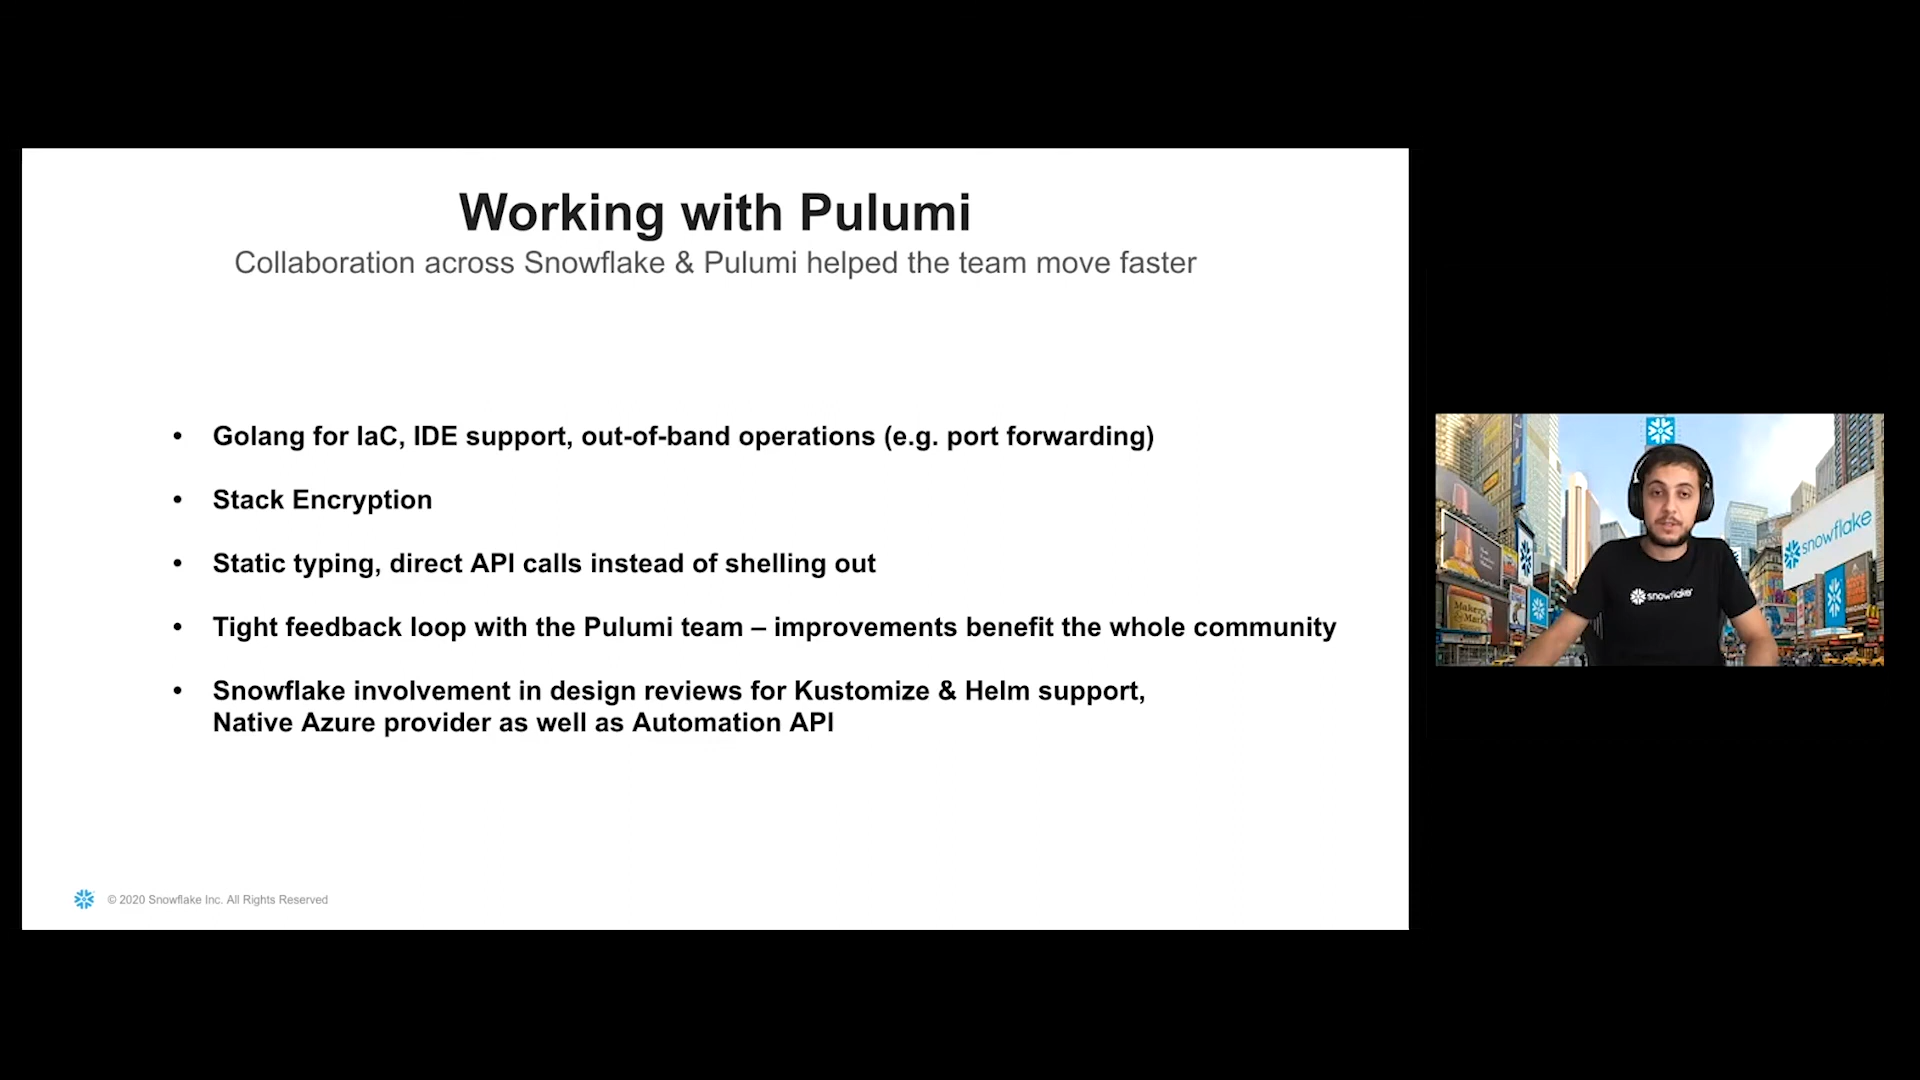 Working with Pulumi
Collaboration across Snowflake & Pulumi helped the team move faster
• Golang for IaC, IDE support, out-of-band operations (e.g. port forwarding)
• Stack Encryption
• Static typing, direct API calls instead of shelling out
• Tight feedback loop with the Pulumi team – improvements benefit the whole community
• Snowflake involvement in design reviews for Kustomize & Helm support,
Native Azure provider as well as Automation API
© 2020 Snowflake Inc. All Rights Reserved
snowflake
snowflake